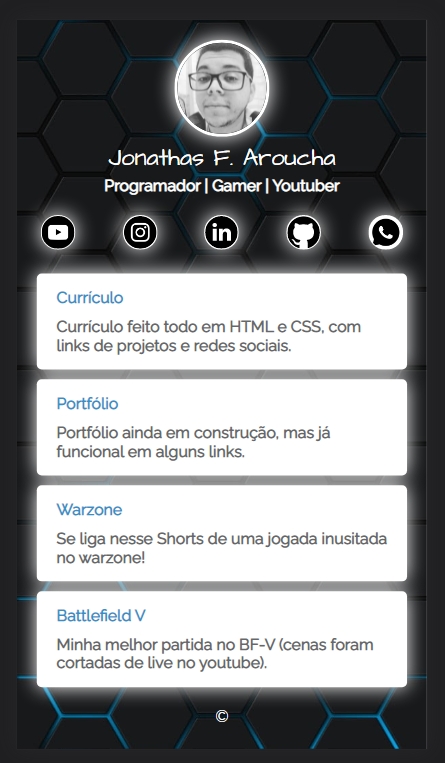 Jonathas F. Aroucha
Programador | Gamer | Youtuber
in
Currículo
Currículo feito todo em HTML e CSS, com
links de projetos e redes sociais.
Portfólio
Portfólio ainda em construção, mas já
funcional em alguns links.
Warzone
Se liga nesse Shorts de uma jogada inusitada
no warzone!
Battlefield V
Minha melhor partida no BF-V (cenas foram
cortadas de live no youtube).
©